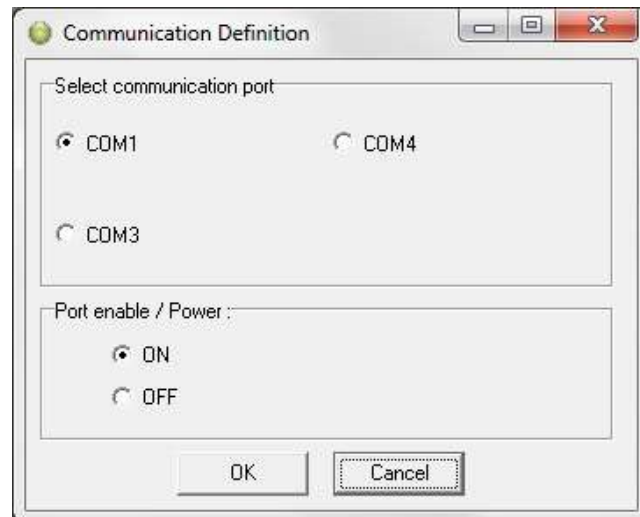 Communication Definition
Select communication port
COM1 COM4
COM3
Port enable / Power :
ON
OFF
OK Cancel